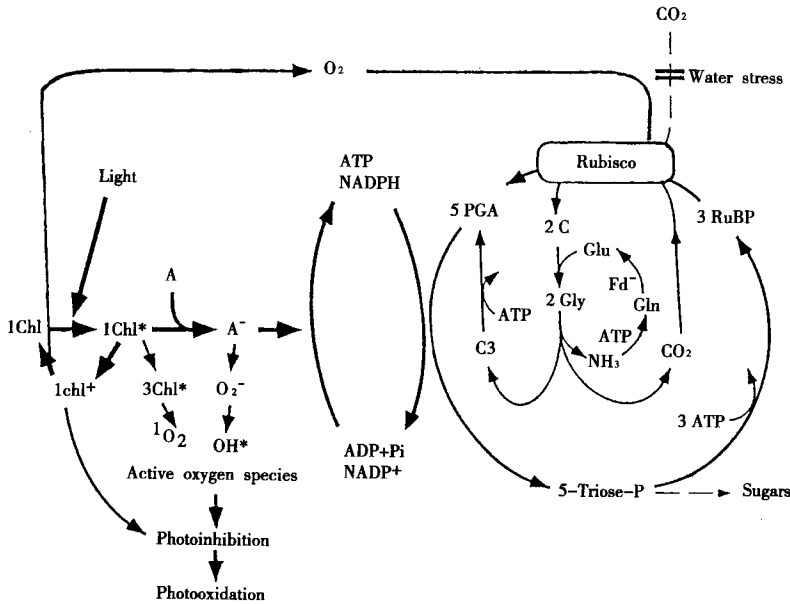 CO₂
O₂
Water stress
Rubisco
Light
ATP
NADPH
5 PGA
2 C
3 RuBP
Glu
Fd⁻
A
2 Gly
Gln
ATP
ATP
1Chl
1Chl*
A⁻
C3
NH₃
CO₂
1chl⁺
3Chl*
O₂⁻
3 ATP
¹O₂
OH*
ADP+Pi
NADP⁺
Active oxygen species
5-Triose-P
Sugars
Photoinhibition
Photooxidation